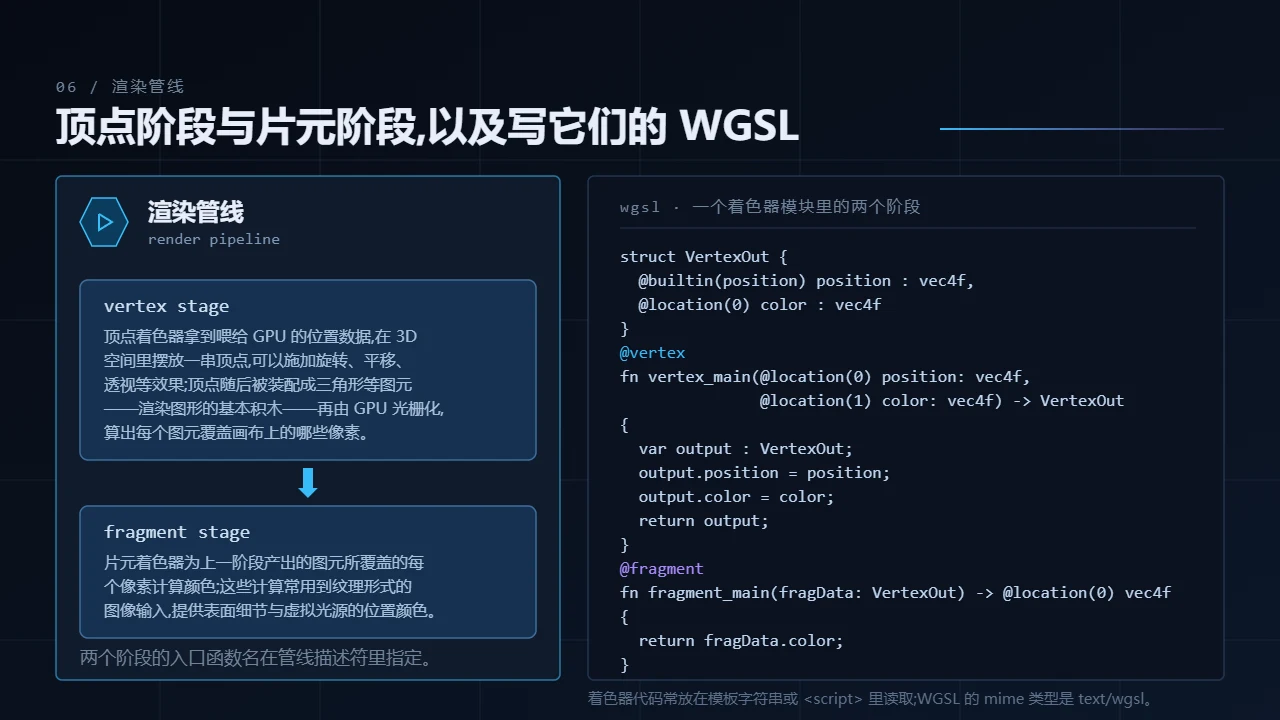 06 / 渲染管线
顶点阶段与片元阶段,以及写它们的 WGSL
渲染管线
render pipeline
vertex stage
顶点着色器拿到喂给 GPU 的位置数据,在 3D
空间里摆放一串顶点,可以施加旋转、平移、
透视等效果;顶点随后被装配成三角形等图元
——渲染图形的基本积木——再由 GPU 光栅化,
算出每个图元覆盖画布上的哪些像素。
fragment stage
片元着色器为上一阶段产出的图元所覆盖的每
个像素计算颜色;这些计算常用到纹理形式的
图像输入,提供表面细节与虚拟光源的位置颜色。
两个阶段的入口函数名在管线描述符里指定。
wgsl · 一个着色器模块里的两个阶段
struct VertexOut {
  @builtin(position) position : vec4f,
  @location(0) color : vec4f
}
@vertex
fn vertex_main(@location(0) position: vec4f,
               @location(1) color: vec4f) -> VertexOut
{
  var output : VertexOut;
  output.position = position;
  output.color = color;
  return output;
}
@fragment
fn fragment_main(fragData: VertexOut) -> @location(0) vec4f
{
  return fragData.color;
}
着色器代码常放在模板字符串或 <script> 里读取;WGSL 的 mime 类型是 text/wgsl。